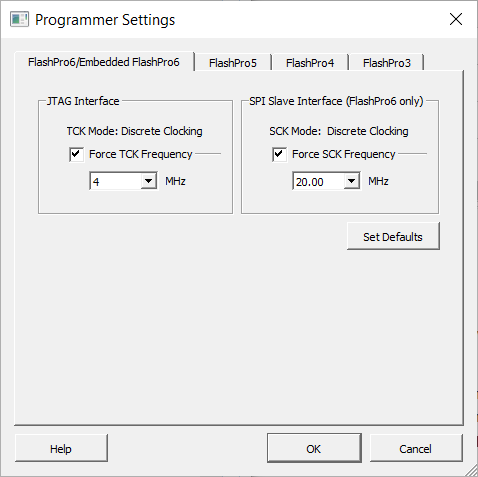 Programmer Settings
FlashPro6/Embedded FlashPro6 FlashPro5 FlashPro4 FlashPro3
JTAG Interface
TCK Mode: Discrete Clocking
Force TCK Frequency
4 MHz
SPI Slave Interface (FlashPro6 only)
SCK Mode: Discrete Clocking
Force SCK Frequency
20.00 MHz
Set Defaults
Help OK Cancel